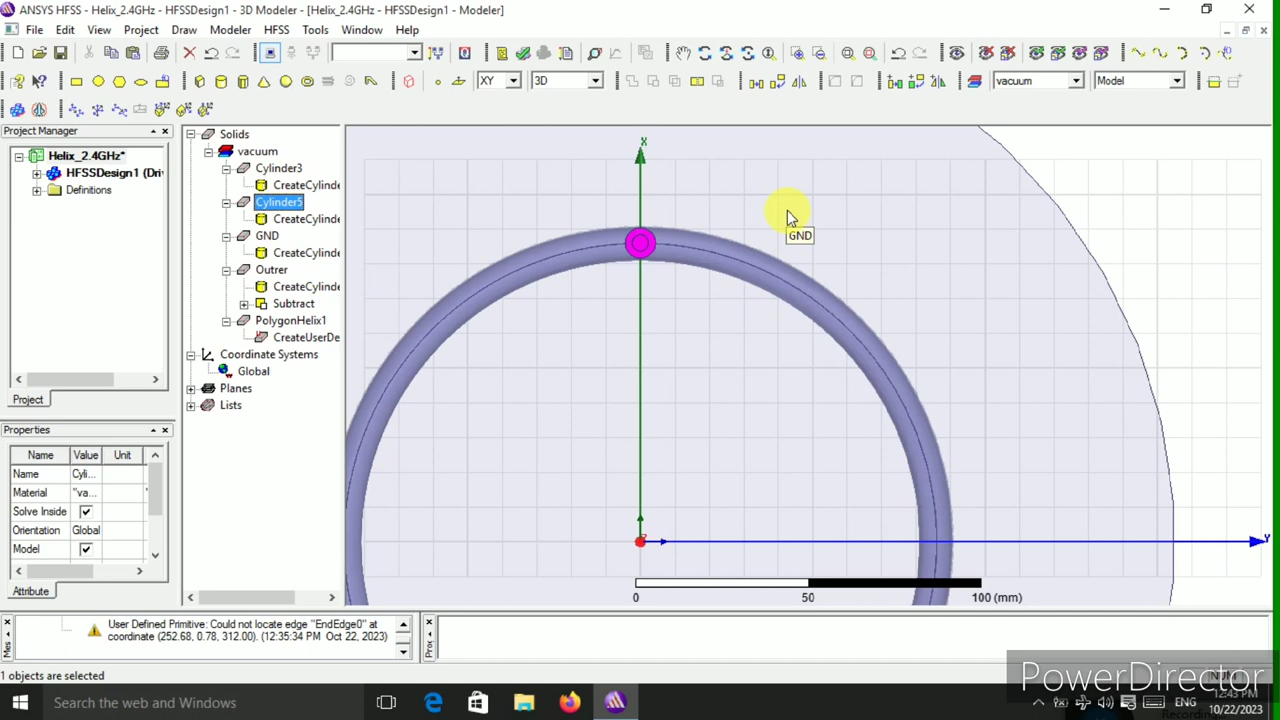 ANSYS HFSS - Helix_2.4GHz - HFSSDesign1 - 3D Modeler - [Helix_2.4GHz - HFSSDesign1 - Modeler]
File Edit View Project Draw Modeler HFSS Tools Window Help
XY 3D vacuum Model
Project Manager
Helix_2.4GHz*
HFSSDesign1 (Dri
Definitions
Project
Solids
vacuum
Cylinder3
CreateCylinde
Cylinder5
CreateCylinde
GND
CreateCylinde
Outrer
CreateCylinde
Subtract
PolygonHelix1
CreateUserDe
Coordinate Systems
Global
Planes
Lists
Properties
Name Value Unit
Name Cyli...
Material "va...
Solve Inside
Orientation Global
Model
Attribute
X
GND
Y
0 50 100 (mm)
User Defined Primitive: Could not locate edge "EndEdge0" at
coordinate (252.68, 0.78, 312.00). (12:35:34 PM Oct 22, 2023)
1 objects are selected
NUM
PowerDirector
Search the web and Windows
ENG
12:43 PM
10/22/2023